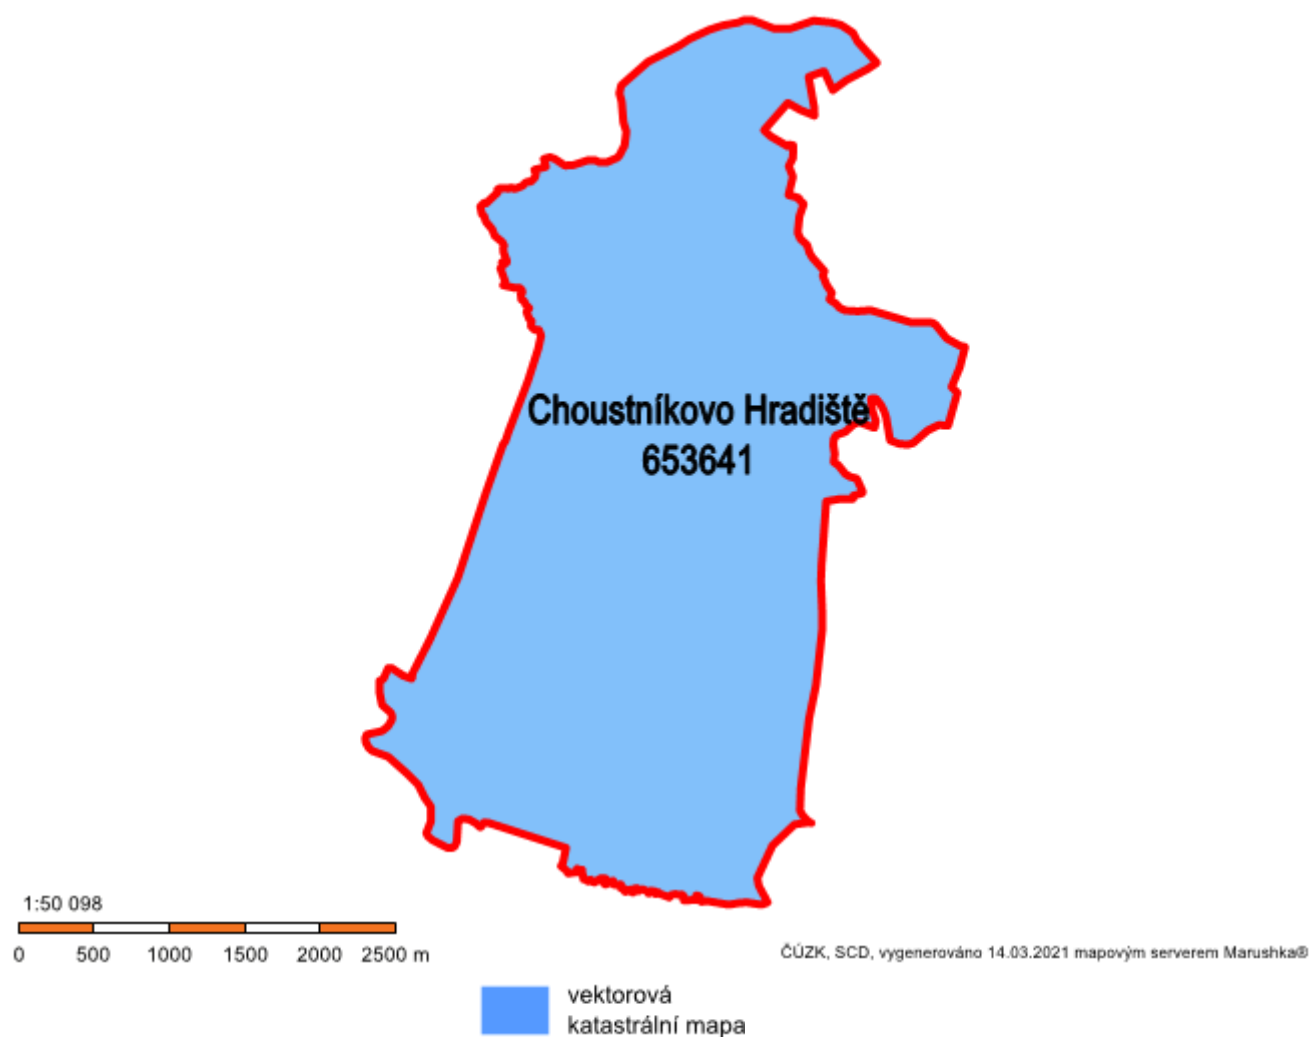 Choustníkovo Hradiště
653641
1:50 098
0 500 1000 1500 2000 2500 m
ČÚZK, SCD, vygenerováno 14.03.2021 mapovým serverem Marushka®
vektorová
katastrální mapa